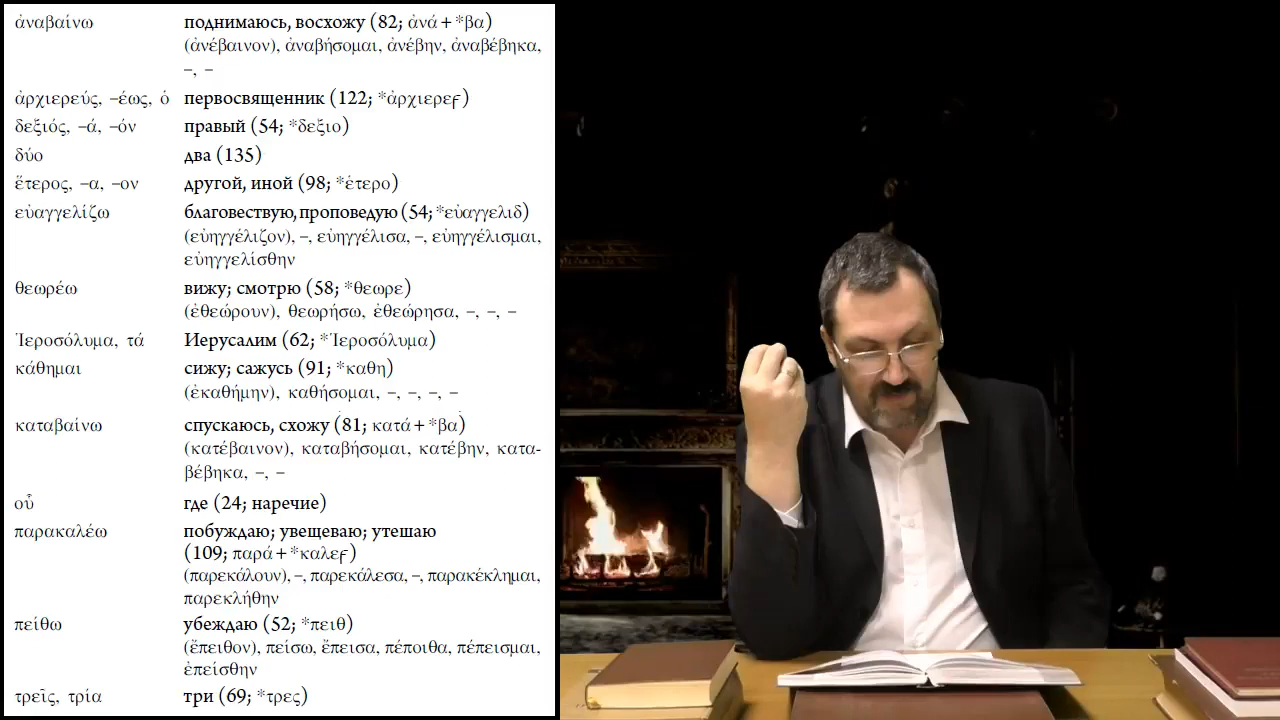 ἀναβαίνω поднимаюсь, восхожу (82; ἀνά + *βα)
(ἀνέβαινον), ἀναβήσομαι, ἀνέβην, ἀναβέβηκα,
–, –
ἀρχιερεύς, –έως, ὁ первосвященник (122; *ἀρχιερεϝ)
δεξιός, –ά, –όν правый (54; *δεξιο)
δύο два (135)
ἕτερος, –α, –ον другой, иной (98; *ἑτερο)
εὐαγγελίζω благовествую, проповедую (54; *εὐαγγελιδ)
(εὐηγγέλιζον), –, εὐηγγέλισα, –, εὐηγγέλισμαι,
εὐηγγελίσθην
θεωρέω вижу; смотрю (58; *θεωρε)
(ἐθεώρουν), θεωρήσω, ἐθεώρησα, –, –, –
Ἱεροσόλυμα, τά Иерусалим (62; *Ἱεροσόλυμα)
κάθημαι сижу; сажусь (91; *καθη)
(ἐκαθήμην), καθήσομαι, –, –, –, –
καταβαίνω спускаюсь, схожу (81; κατά + *βα)
(κατέβαινον), καταβήσομαι, κατέβην, κατα-
βέβηκα, –, –
οὗ где (24; наречие)
παρακαλέω побуждаю; увещеваю; утешаю
(109; παρά + *καλεϝ)
(παρεκάλουν), –, παρεκάλεσα, –, παρακέκλημαι,
παρεκλήθην
πείθω убеждаю (52; *πειθ)
(ἔπειθον), πείσω, ἔπεισα, πέποιθα, πέπεισμαι,
ἐπείσθην
τρεῖς, τρία три (69; *τρες)